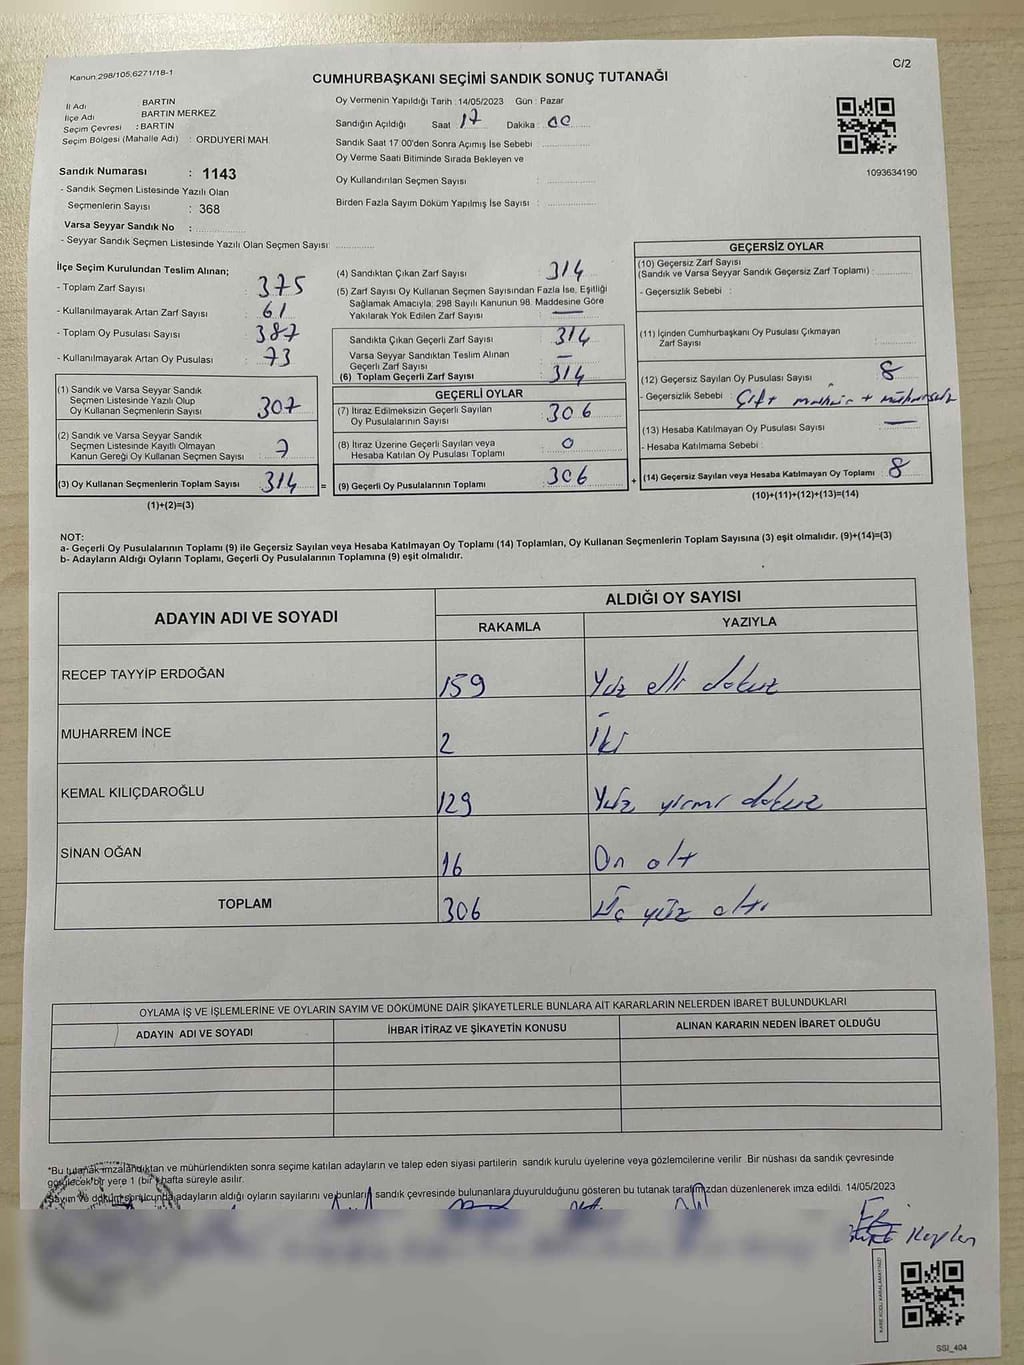 Kanun.298/105,6271/18-1
C/2
CUMHURBAŞKANI SEÇİMİ SANDIK SONUÇ TUTANAĞI
İl Adı BARTIN
İlçe Adı BARTIN MERKEZ
Seçim Çevresi : BARTIN
Seçim Bölgesi (Mahalle Adı) : ORDUYERİ MAH.
Sandık Numarası : 1143
- Sandık Seçmen Listesinde Yazılı Olan
Seçmenlerin Sayısı : 368
Varsa Seyyar Sandık No :
- Seyyar Sandık Seçmen Listesinde Yazılı Olan Seçmen Sayısı:
Oy Vermenin Yapıldığı Tarih :14/05/2023 Gün : Pazar
Sandığın Açıldığı Saat 17 Dakika : 00
Sandık Saat 17 00'den Sonra Açımış İse Sebebi :
Oy Verme Saati Bitiminde Sırada Bekleyen ve
Oy Kullandırılan Seçmen Sayısı :
Birden Fazla Sayım Döküm Yapılmış İse Sayısı :
1093634190
İlçe Seçim Kurulundan Teslim Alınan;
- Toplam Zarf Sayısı : 375
- Kullanılmayarak Artan Zarf Sayısı : 61
- Toplam Oy Pusulası Sayısı : 387
- Kullanılmayarak Artan Oy Pusulası : 73
(1) Sandık ve Varsa Seyyar Sandık
Seçmen Listesinde Yazılı Olup
Oy Kullanan Seçmenlerin Sayısı : 307
(2) Sandık ve Varsa Seyyar Sandık
Seçmen Listesinde Kayıtlı Olmayan
Kanun Gereği Oy Kullanan Seçmen Sayısı : 7
(3) Oy Kullanan Seçmenlerin Toplam Sayısı : 314 =
(1)+(2)=(3)
(4) Sandıktan Çıkan Zarf Sayısı : 314
(5) Zarf Sayısı Oy Kullanan Seçmen Sayısından Fazla İse, Eşitliği
Sağlamak Amacıyla; 298 Sayılı Kanunun 98. Maddesine Göre
Yakılarak Yok Edilen Zarf Sayısı : —
Sandıkta Çıkan Geçerli Zarf Sayısı : 314
Varsa Seyyar Sandıktan Teslim Alınan
Geçerli Zarf Sayısı : —
(6) Toplam Geçerli Zarf Sayısı : 314
GEÇERLİ OYLAR
(7) İtiraz Edilmeksizin Geçerli Sayılan
Oy Pusulalarının Sayısı : 306
(8) İtiraz Üzerine Geçerli Sayılan veya
Hesaba Katılan Oy Pusulası Toplamı : 0
(9) Geçerli Oy Pusulalarının Toplamı : 306 +
GEÇERSİZ OYLAR
(10) Geçersiz Zarf Sayısı
(Sandık ve Varsa Seyyar Sandık Geçersiz Zarf Toplamı) :
- Geçersizlik Sebebi :
(11) İçinden Cumhurbaşkanı Oy Pusulası Çıkmayan
Zarf Sayısı :
(12) Geçersiz Sayılan Oy Pusulası Sayısı : 8
- Geçersizlik Sebebi : Çift mühür + mühürsüz
(13) Hesaba Katılmayan Oy Pusulası Sayısı : —
- Hesaba Katılmama Sebebi :
(14) Geçersiz Sayılan veya Hesaba Katılmayan Oy Toplamı : 8
(10)+(11)+(12)+(13)=(14)
NOT:
a- Geçerli Oy Pusulalarının Toplamı (9) ile Geçersiz Sayılan veya Hesaba Katılmayan Oy Toplamı (14) Toplamları, Oy Kullanan Seçmenlerin Toplam Sayısına (3) eşit olmalıdır. (9)+(14)=(3)
b- Adayların Aldığı Oyların Toplamı, Geçerli Oy Pusulalarının Toplamına (9) eşit olmalıdır.
ADAYIN ADI VE SOYADI
ALDIĞI OY SAYISI
RAKAMLA YAZIYLA
RECEP TAYYİP ERDOĞAN 159 Yüz elli dokuz
MUHARREM İNCE 2 İki
KEMAL KILIÇDAROĞLU 129 Yüz yirmi dokuz
SİNAN OĞAN 16 On altı
TOPLAM 306 Üç yüz altı
OYLAMA İŞ VE İŞLEMLERİNE VE OYLARIN SAYIM VE DÖKÜMÜNE DAİR ŞİKAYETLERLE BUNLARA AİT KARARLARIN NELERDEN İBARET BULUNDUKLARI
ADAYIN ADI VE SOYADI İHBAR İTİRAZ VE ŞİKAYETİN KONUSU ALINAN KARARIN NEDEN İBARET OLDUĞU
*Bu tutanak imzalandıktan ve mühürlendikten sonra seçime katılan adayların ve talep eden siyasi partilerin sandık kurulu üyelerine veya gözlemcilerine verilir. Bir nüshası da sandık çevresinde
görülecek bir yere 1 (bir) hafta süreyle asılır.
Sayım ve döküm sonucunda adayların aldığı oyların sayılarını ve bunların sandık çevresinde bulunanlara duyurulduğunu gösteren bu tutanak tarafımızdan düzenlenerek imza edildi. 14/05/2023
KARE KODU KARALAMAYINIZ!
SSI_404